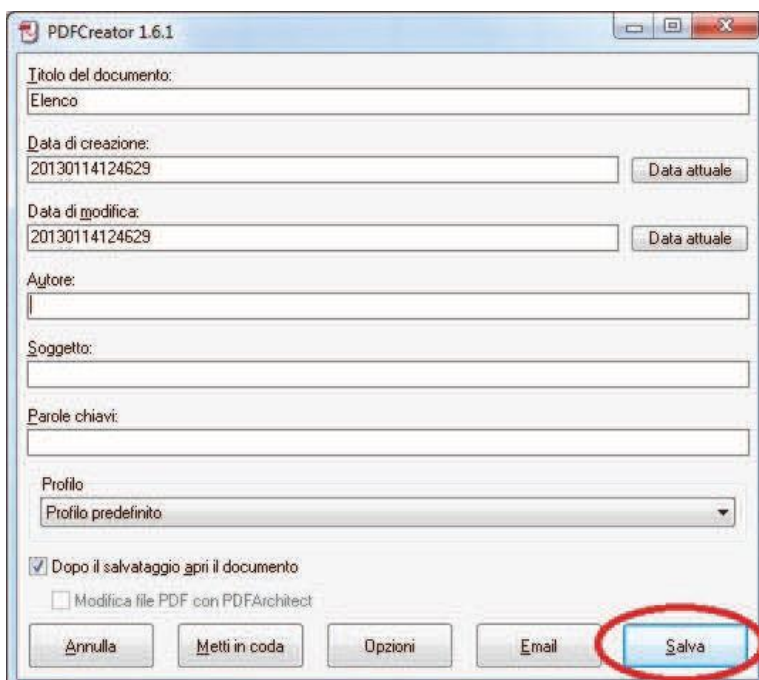 PDFCreator 1.6.1
Titolo del documento:
Elenco
Data di creazione:
20130114124629
Data attuale
Data di modifica:
20130114124629
Data attuale
Autore:
Soggetto:
Parole chiavi:
Profilo
Profilo predefinito
Dopo il salvataggio apri il documento
Modifica file PDF con PDFArchitect
Annulla Metti in coda Opzioni Email Salva